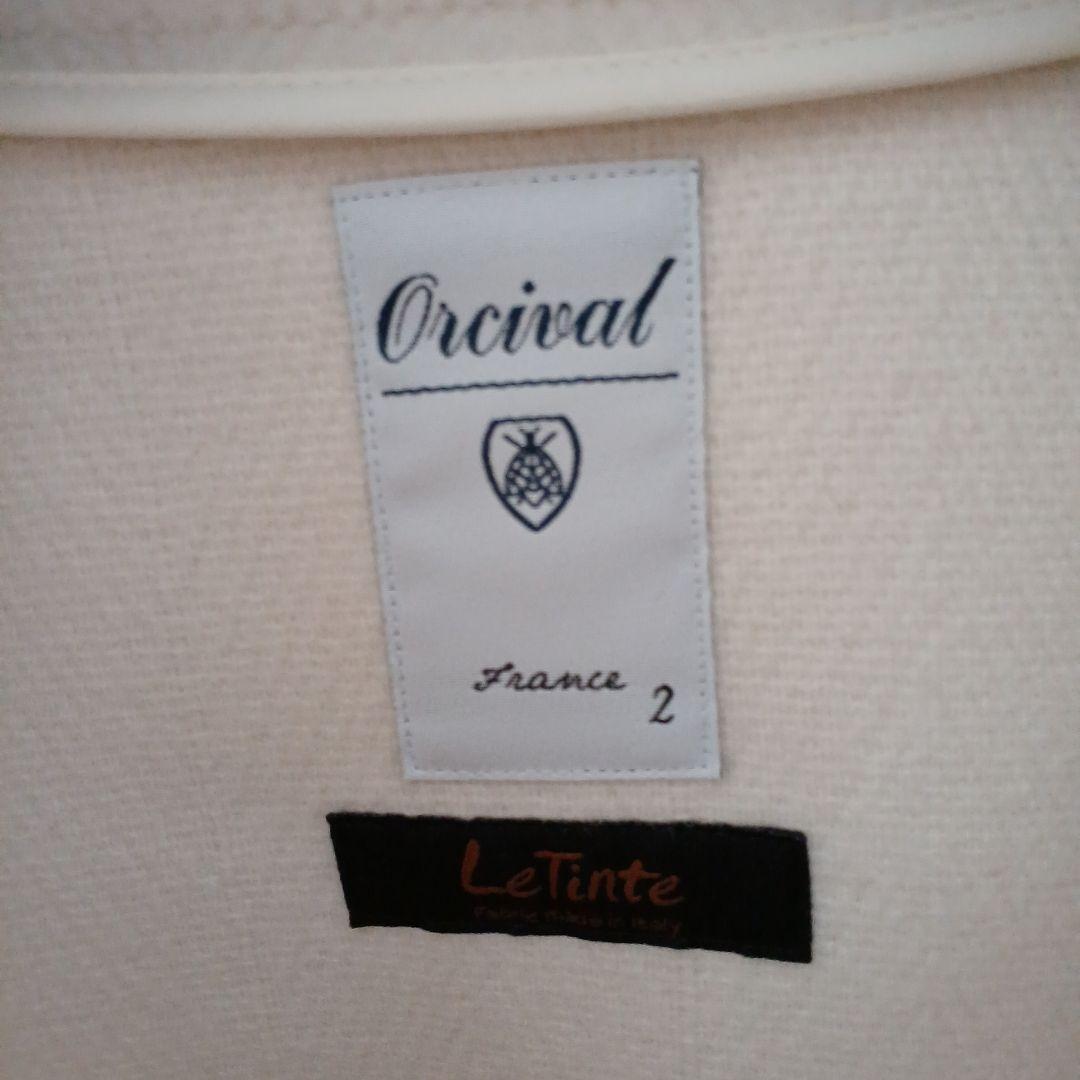 Orcival
France
2
LeTinte
Fabric made in Italy